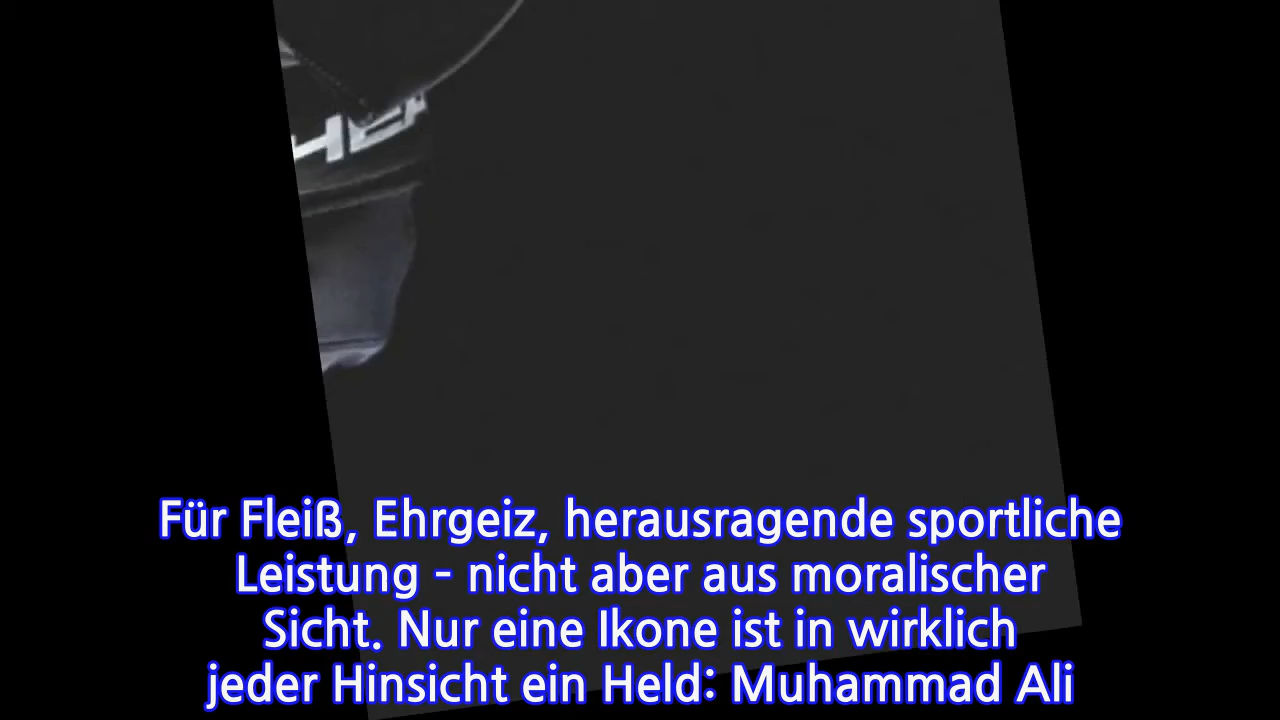 HER
Für Fleiß, Ehrgeiz, herausragende sportliche
Leistung - nicht aber aus moralischer
Sicht. Nur eine Ikone ist in wirklich
jeder Hinsicht ein Held: Muhammad Ali